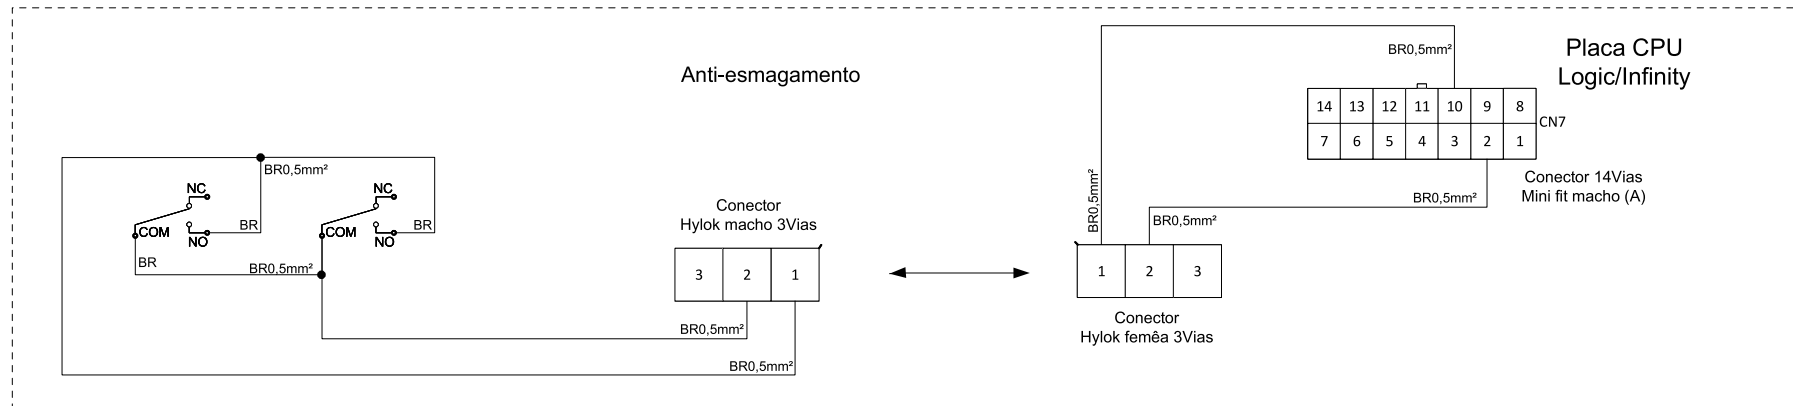 BR0,5mm²
Placa CPU
Logic/Infinity
Anti-esmagamento
14 13 12 11 10 9 8
CN7
7 6 5 4 3 2 1
BR0,5mm²
NC
NC
Conector 14Vias
Mini fit macho (A)
BR0,5mm²
BR0,5mm²
Conector
Hylok macho 3Vias
BR0,5mm²
COM
BR
NO
COM
BR
NO
BR
BR0,5mm²
3 2 1
1 2 3
Conector
Hylok femêa 3Vias
BR0,5mm²
BR0,5mm²